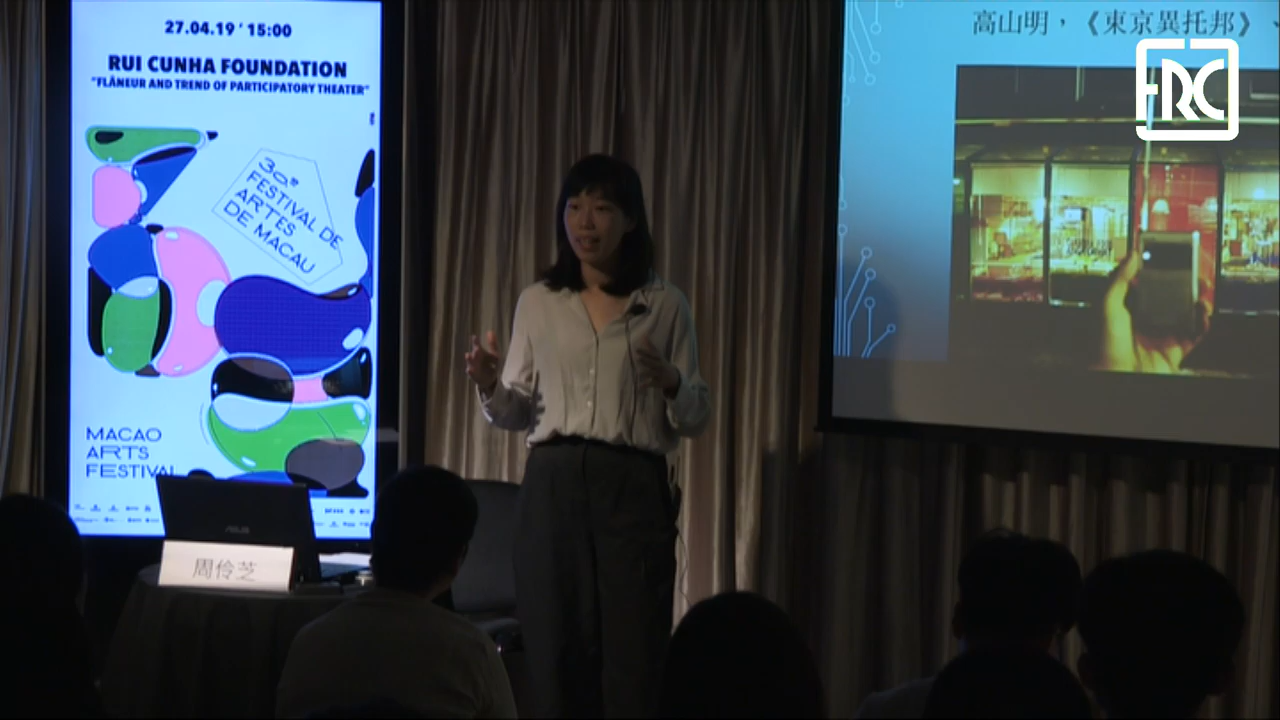 27.04.19 ' 15:00
RUI CUNHA FOUNDATION
"FLÂNEUR AND TREND OF PARTICIPATORY THEATER"
30º
FESTIVAL DE
ARTES
DE MACAU
MACAO
ARTS
FESTIVAL
ASUS
周伶芝
高山明，《東京異托邦》、
FRC